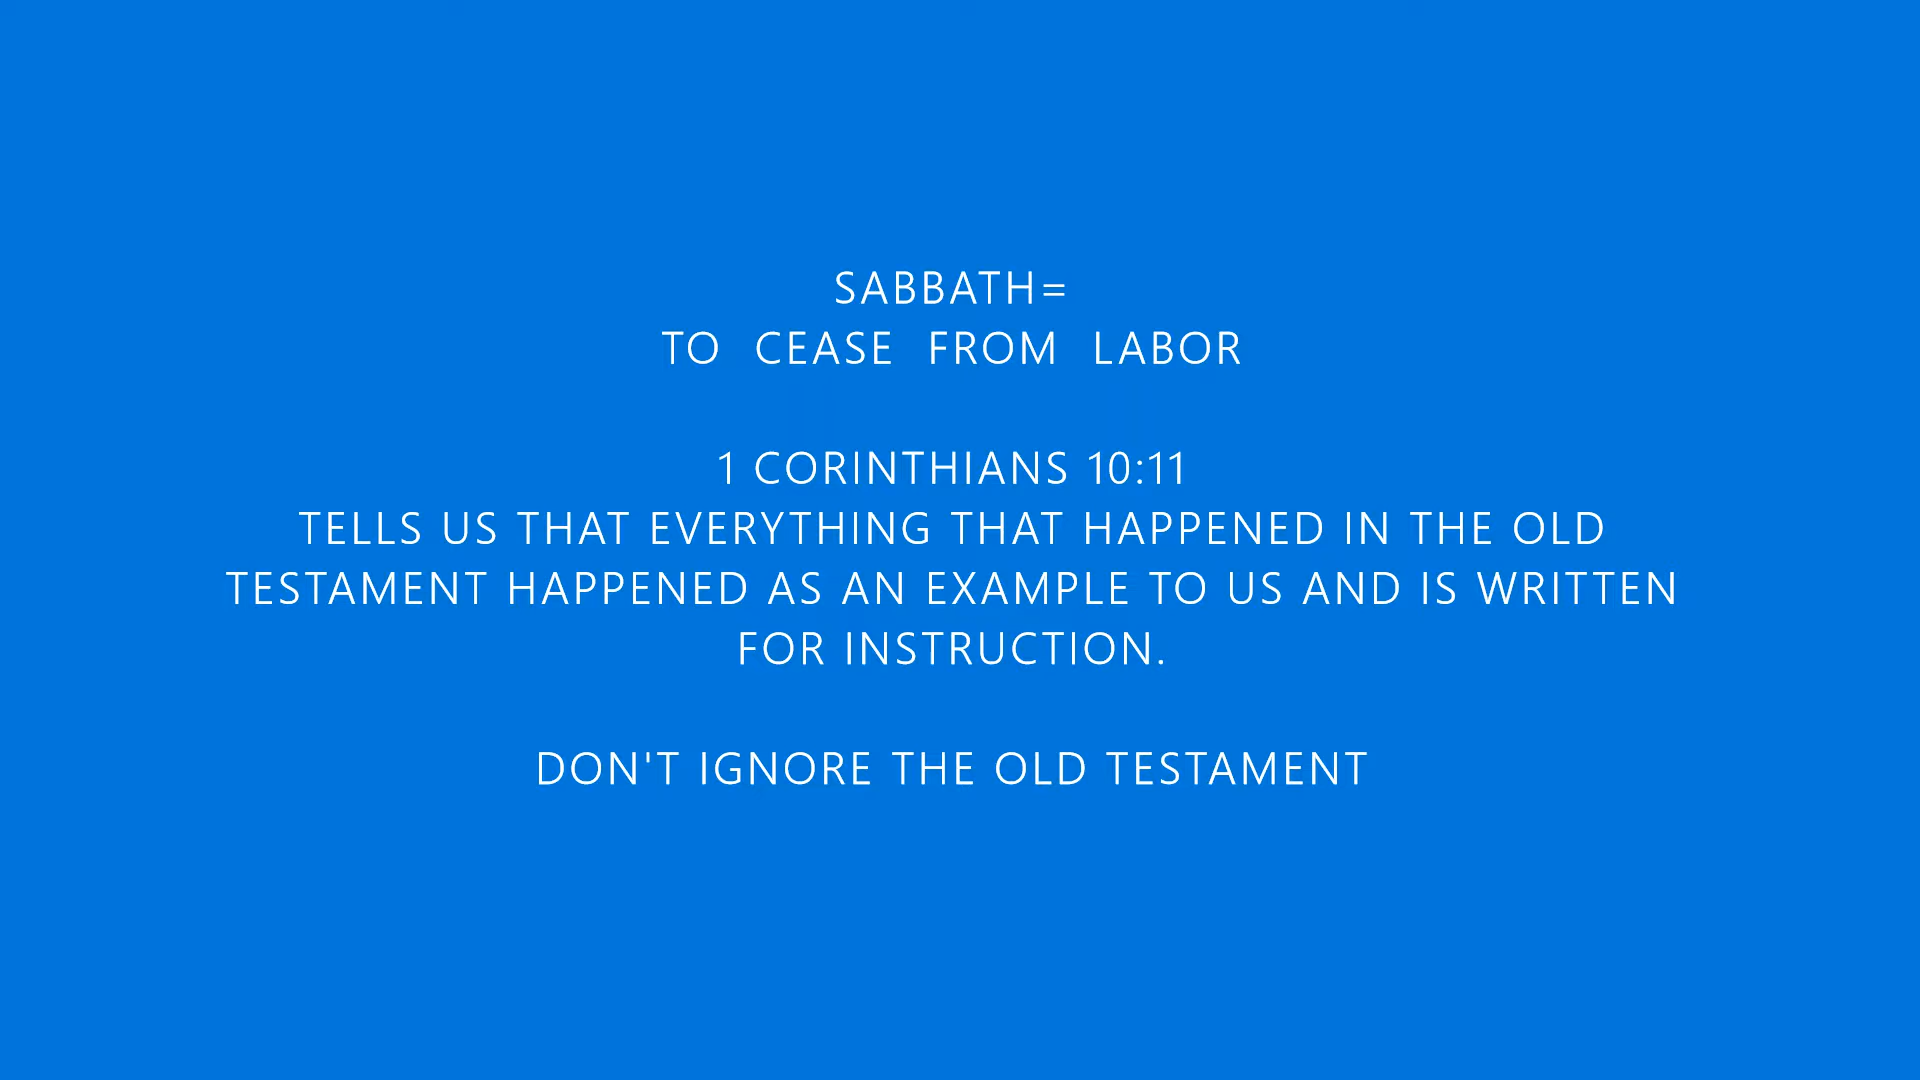 SABBATH=
TO CEASE FROM LABOR
1 CORINTHIANS 10:11
TELLS US THAT EVERYTHING THAT HAPPENED IN THE OLD
TESTAMENT HAPPENED AS AN EXAMPLE TO US AND IS WRITTEN
FOR INSTRUCTION.
DON'T IGNORE THE OLD TESTAMENT